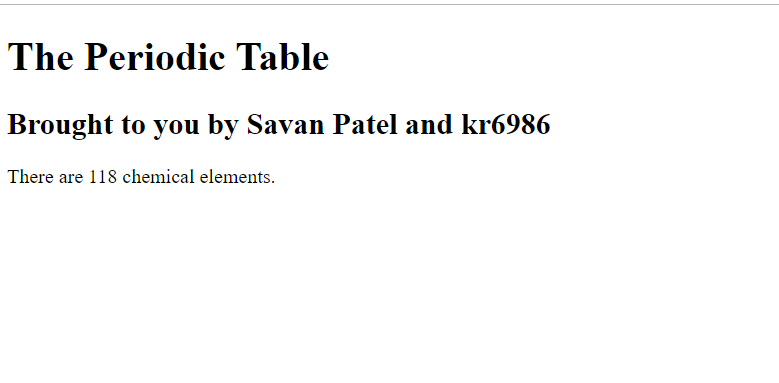 The Periodic Table
Brought to you by Savan Patel and kr6986
There are 118 chemical elements.